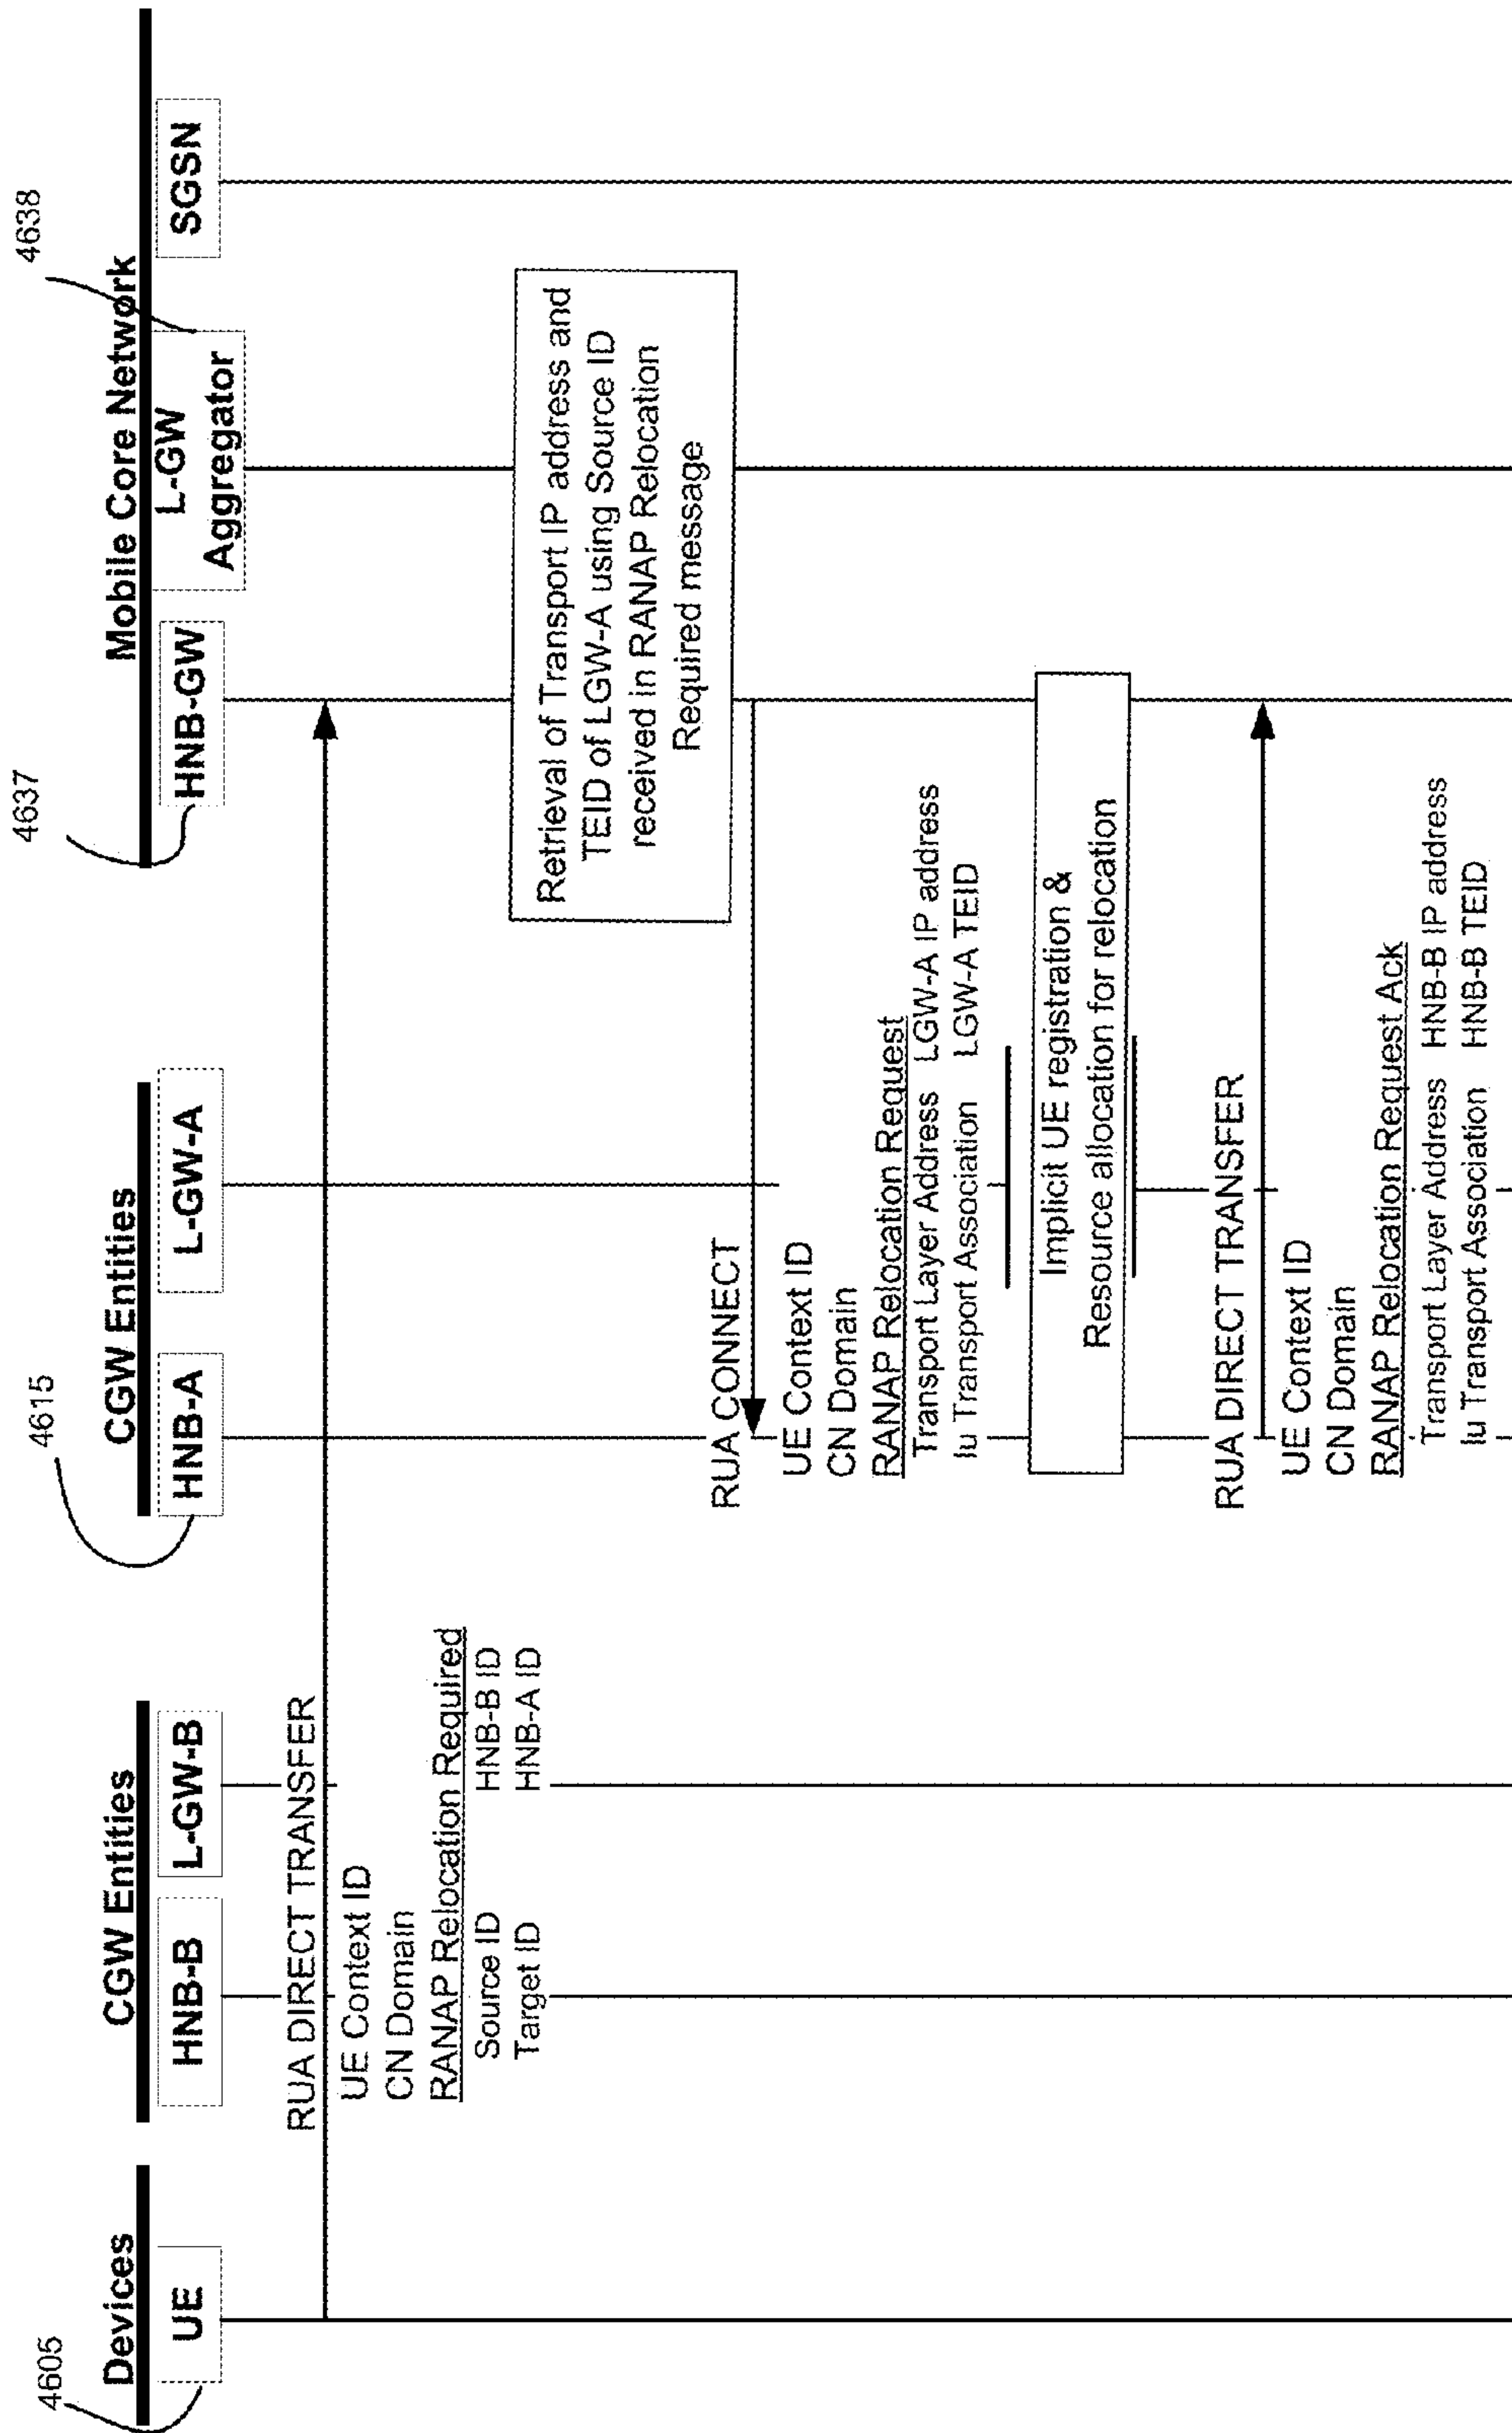 4605
4615
4637
4638
Devices
CGW Entities
CGW Entities
Mobile Core Network
UE
HNB-B
L-GW-B
HNB-A
L-GW-A
HNB-GW
L-GW
Aggregator
SGSN
RUA DIRECT TRANSFER
UE Context ID
CN Domain
RANAP Relocation Required
Source ID HNB-B ID
Target ID HNB-A ID
Retrieval of Transport IP address and
TEID of LGW-A using Source ID
received in RANAP Relocation
Required message
RUA CONNECT
UE Context ID
CN Domain
RANAP Relocation Request
Transport Layer Address LGW-A IP address
Iu Transport Association LGW-A TEID
Implicit UE registration &
Resource allocation for relocation
RUA DIRECT TRANSFER
UE Context ID
CN Domain
RANAP Relocation Request Ack
Transport Layer Address HNB-B IP address
Iu Transport Association HNB-B TEID